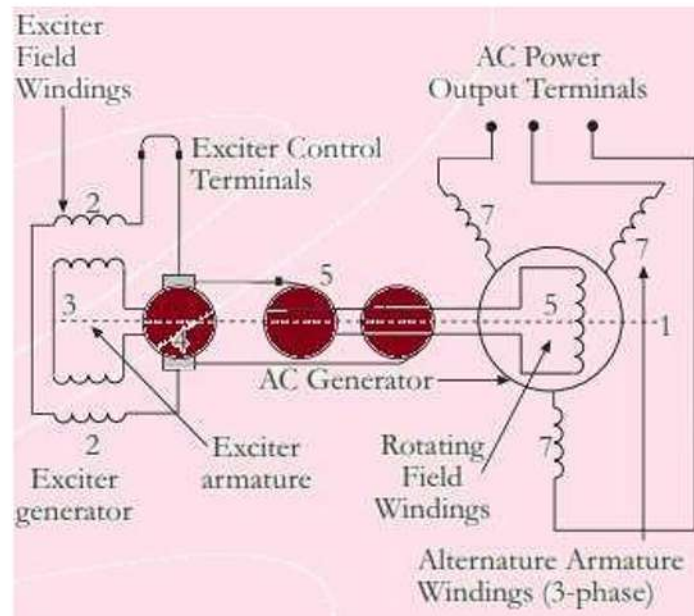 Exciter
Field
Windings
AC Power
Output Terminals
Exciter Control
Terminals
2
7
7
5
3
4
5
1
AC Generator
2
Exciter
generator
Exciter
armature
Rotating
Field
Windings
7
Alternature Armature
Windings (3-phase)